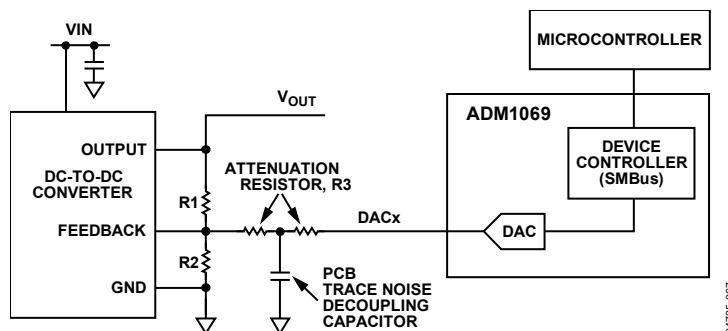 VIN
MICROCONTROLLER
VOUT
ADM1069
OUTPUT
DC-TO-DC
CONVERTER
ATTENUATION
RESISTOR, R3
DEVICE
CONTROLLER
(SMBus)
R1
DACx
FEEDBACK
DAC
R2
GND
PCB
TRACE NOISE
DECOUPLING
CAPACITOR